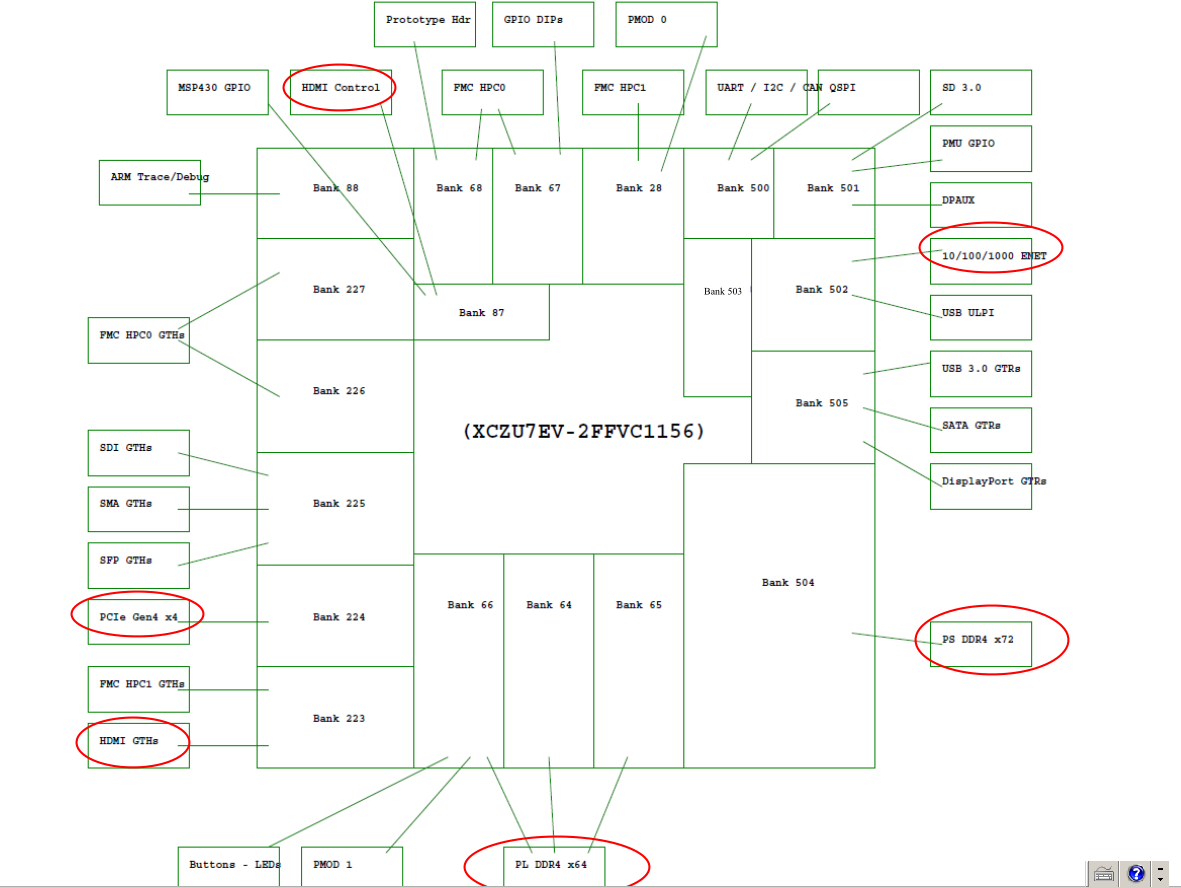 Prototype Hdr
GPIO DIPs
PMOD 0
MSP430 GPIO
HDMI Control
FMC HPC0
FMC HPC1
UART / I2C / CAN
QSPI
SD 3.0
PMU GPIO
ARM Trace/Debug
Bank 88
Bank 68
Bank 67
Bank 28
Bank 500
Bank 501
DPAUX
10/100/1000 ENET
Bank 227
Bank 503
Bank 502
Bank 87
USB ULPI
FMC HPC0 GTHs
USB 3.0 GTRs
Bank 226
Bank 505
(XCZU7EV-2FFVC1156)
SATA GTRs
SDI GTHs
DisplayPort GTRs
SMA GTHs
Bank 225
SFP GTHs
Bank 504
Bank 66
Bank 64
Bank 65
PCIe Gen4 x4
Bank 224
PS DDR4 x72
FMC HPC1 GTHs
Bank 223
HDMI GTHs
Buttons - LEDs
PMOD 1
PL DDR4 x64